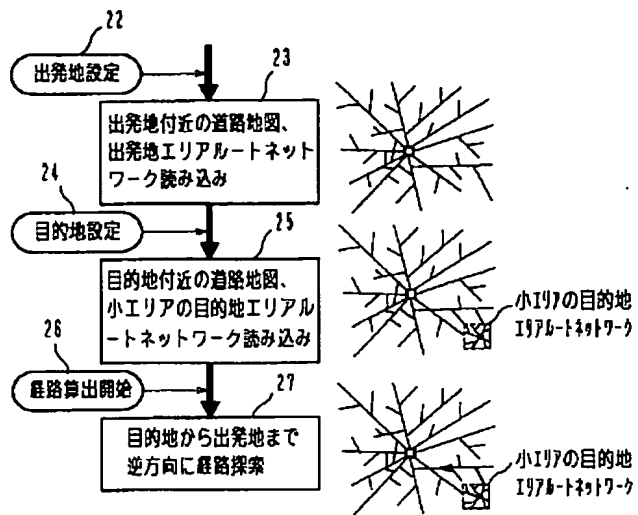 22
出発地設定
23
出発地付近の道路地図、
出発地エリアルートネット
ワーク読み込み
24
目的地設定
25
目的地付近の道路地図、
小エリアの目的地エリアル
ートネットワーク読み込み
小エリアの目的地
エリアルートネットワーク
26
経路算出開始
27
目的地から出発地まで
逆方向に経路探索
小エリアの目的地
エリアルートネットワーク